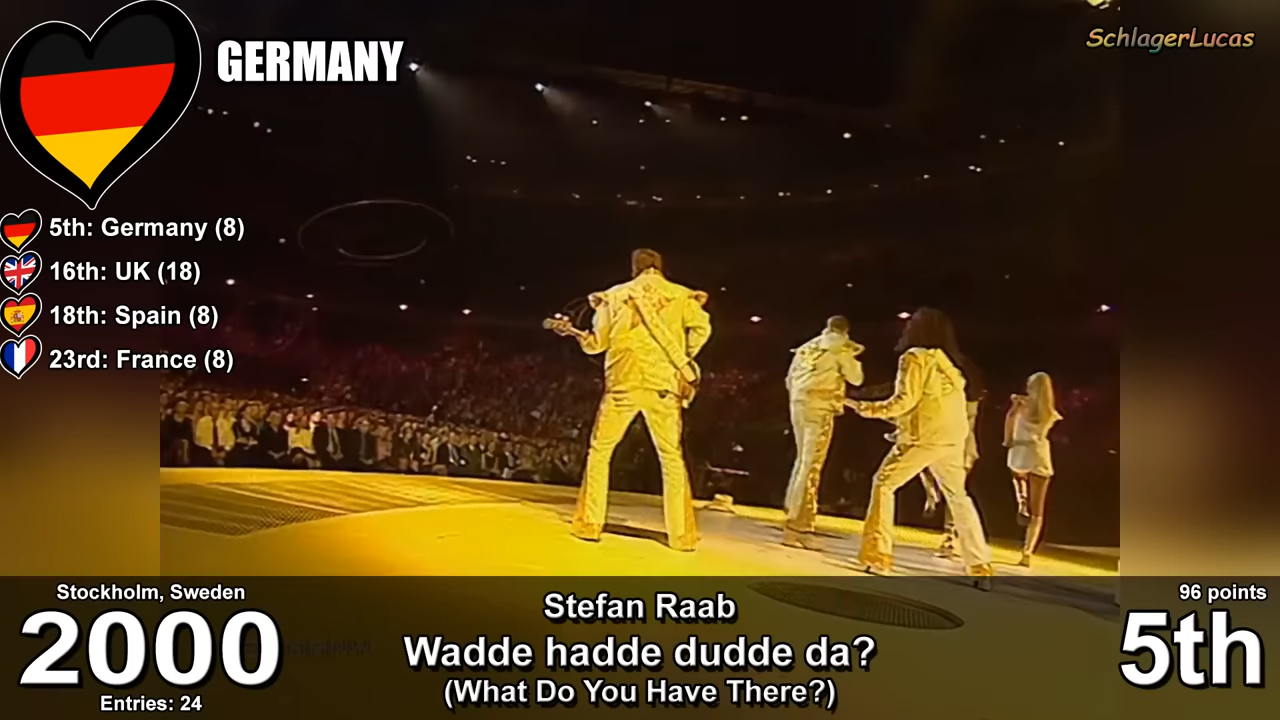 GERMANY
SchlagerLucas
5th: Germany (8)
16th: UK (18)
18th: Spain (8)
23rd: France (8)
Stockholm, Sweden
2000
Entries: 24
Stefan Raab
Wadde hadde dudde da?
(What Do You Have There?)
96 points
5th